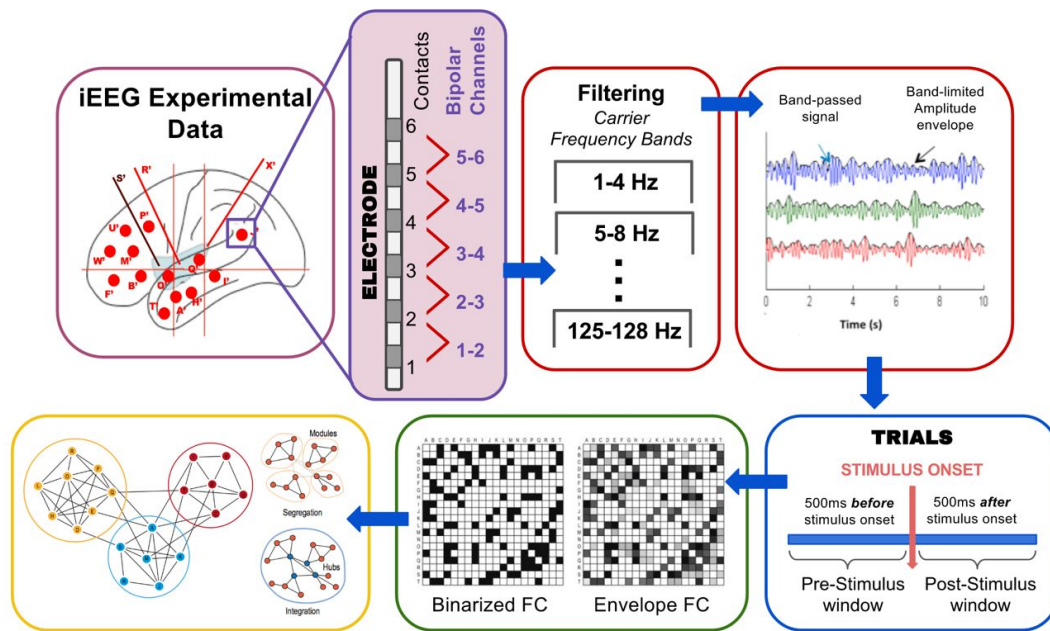 iEEG Experimental
Data
S'
R'
X'
P'
U'
W'
M'
F'
B'
O'
I'
T'
A'
H'
ELECTRODE
Contacts
Bipolar
Channels
6
5
4
3
2
1
5-6
4-5
3-4
2-3
1-2
Filtering
Carrier
Frequency Bands
1-4 Hz
5-8 Hz
125-128 Hz
Band-passed
signal
Band-limited
Amplitude
envelope
0 2 4 6 8 10
Time (s)
TRIALS
STIMULUS ONSET
500ms before
stimulus onset
500ms after
stimulus onset
Pre-Stimulus
window
Post-Stimulus
window
A B C D E F G H I J K L M N O P Q R S T
A B C D E F G H I J K L M N O P Q R S T
Binarized FC
Envelope FC
Modules
Segregation
Hubs
Integration